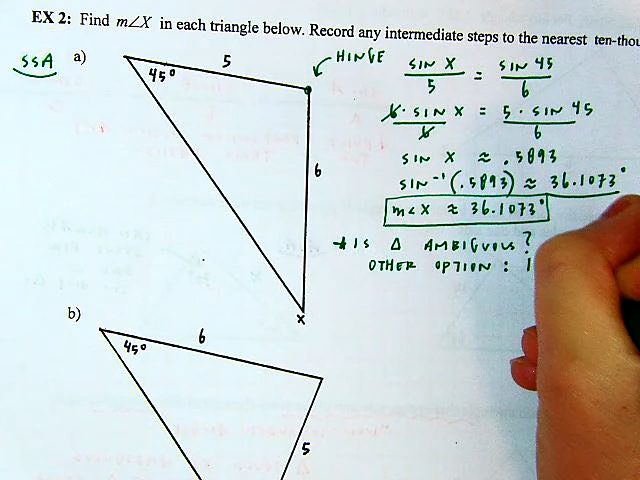 EX 2: Find m∠X in each triangle below. Record any intermediate steps to the nearest ten-thou
SSA a) 45° 5 HINGE
6
X
SIN X / 5 = SIN 45 / 6
6 · SIN X / 6 = 5 · SIN 45 / 6
SIN X ≈ .5893
SIN⁻¹(.5893) ≈ 36.1073°
m∠X ≈ 36.1073°
* IS Δ AMBIGUOUS?
OTHER OPTION : 1
b) 45° 6
5